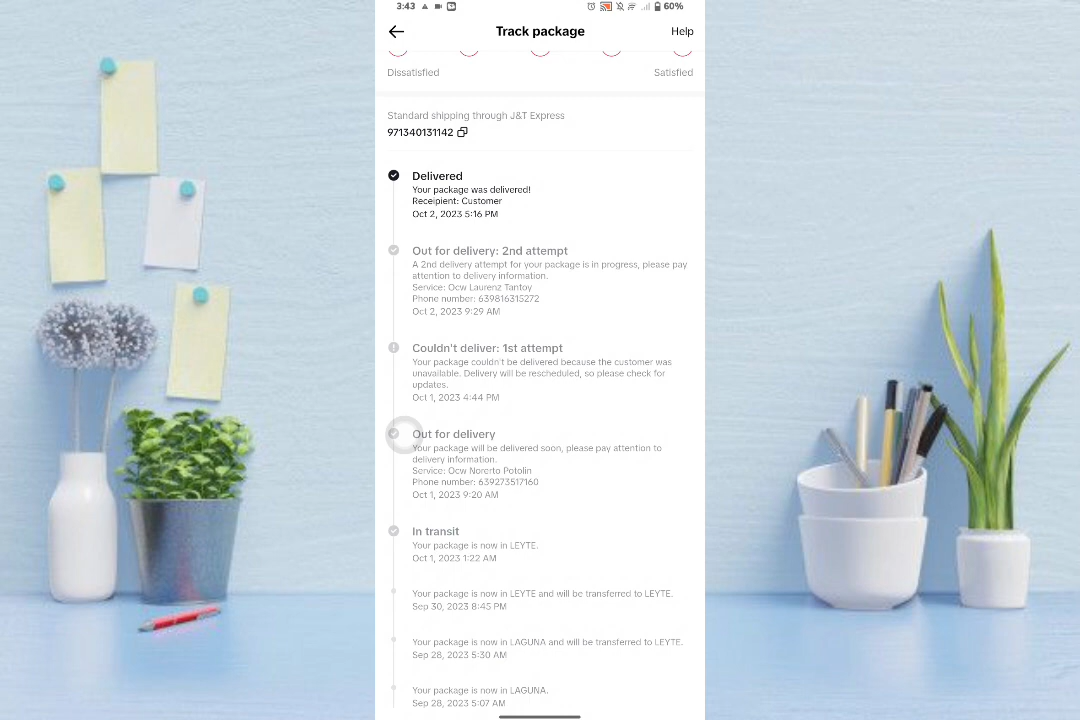 3:43 60%
Track package Help
Dissatisfied Satisfied
Standard shipping through J&T Express
971340131142
Delivered
Your package was delivered!
Receipient: Customer
Oct 2, 2023 5:16 PM
Out for delivery: 2nd attempt
A 2nd delivery attempt for your package is in progress, please pay
attention to delivery information.
Service: Ocw Laurenz Tantoy
Phone number: 639816315272
Oct 2, 2023 9:29 AM
Couldn't deliver: 1st attempt
Your package couldn't be delivered because the customer was
unavailable. Delivery will be rescheduled, so please check for
updates.
Oct 1, 2023 4:44 PM
Out for delivery
Your package will be delivered soon, please pay attention to
delivery information.
Service: Ocw Norerto Potolin
Phone number: 639273517160
Oct 1, 2023 9:20 AM
In transit
Your package is now in LEYTE.
Oct 1, 2023 1:22 AM
Your package is now in LEYTE and will be transferred to LEYTE.
Sep 30, 2023 8:45 PM
Your package is now in LAGUNA and will be transferred to LEYTE.
Sep 28, 2023 5:30 AM
Your package is now in LAGUNA.
Sep 28, 2023 5:07 AM